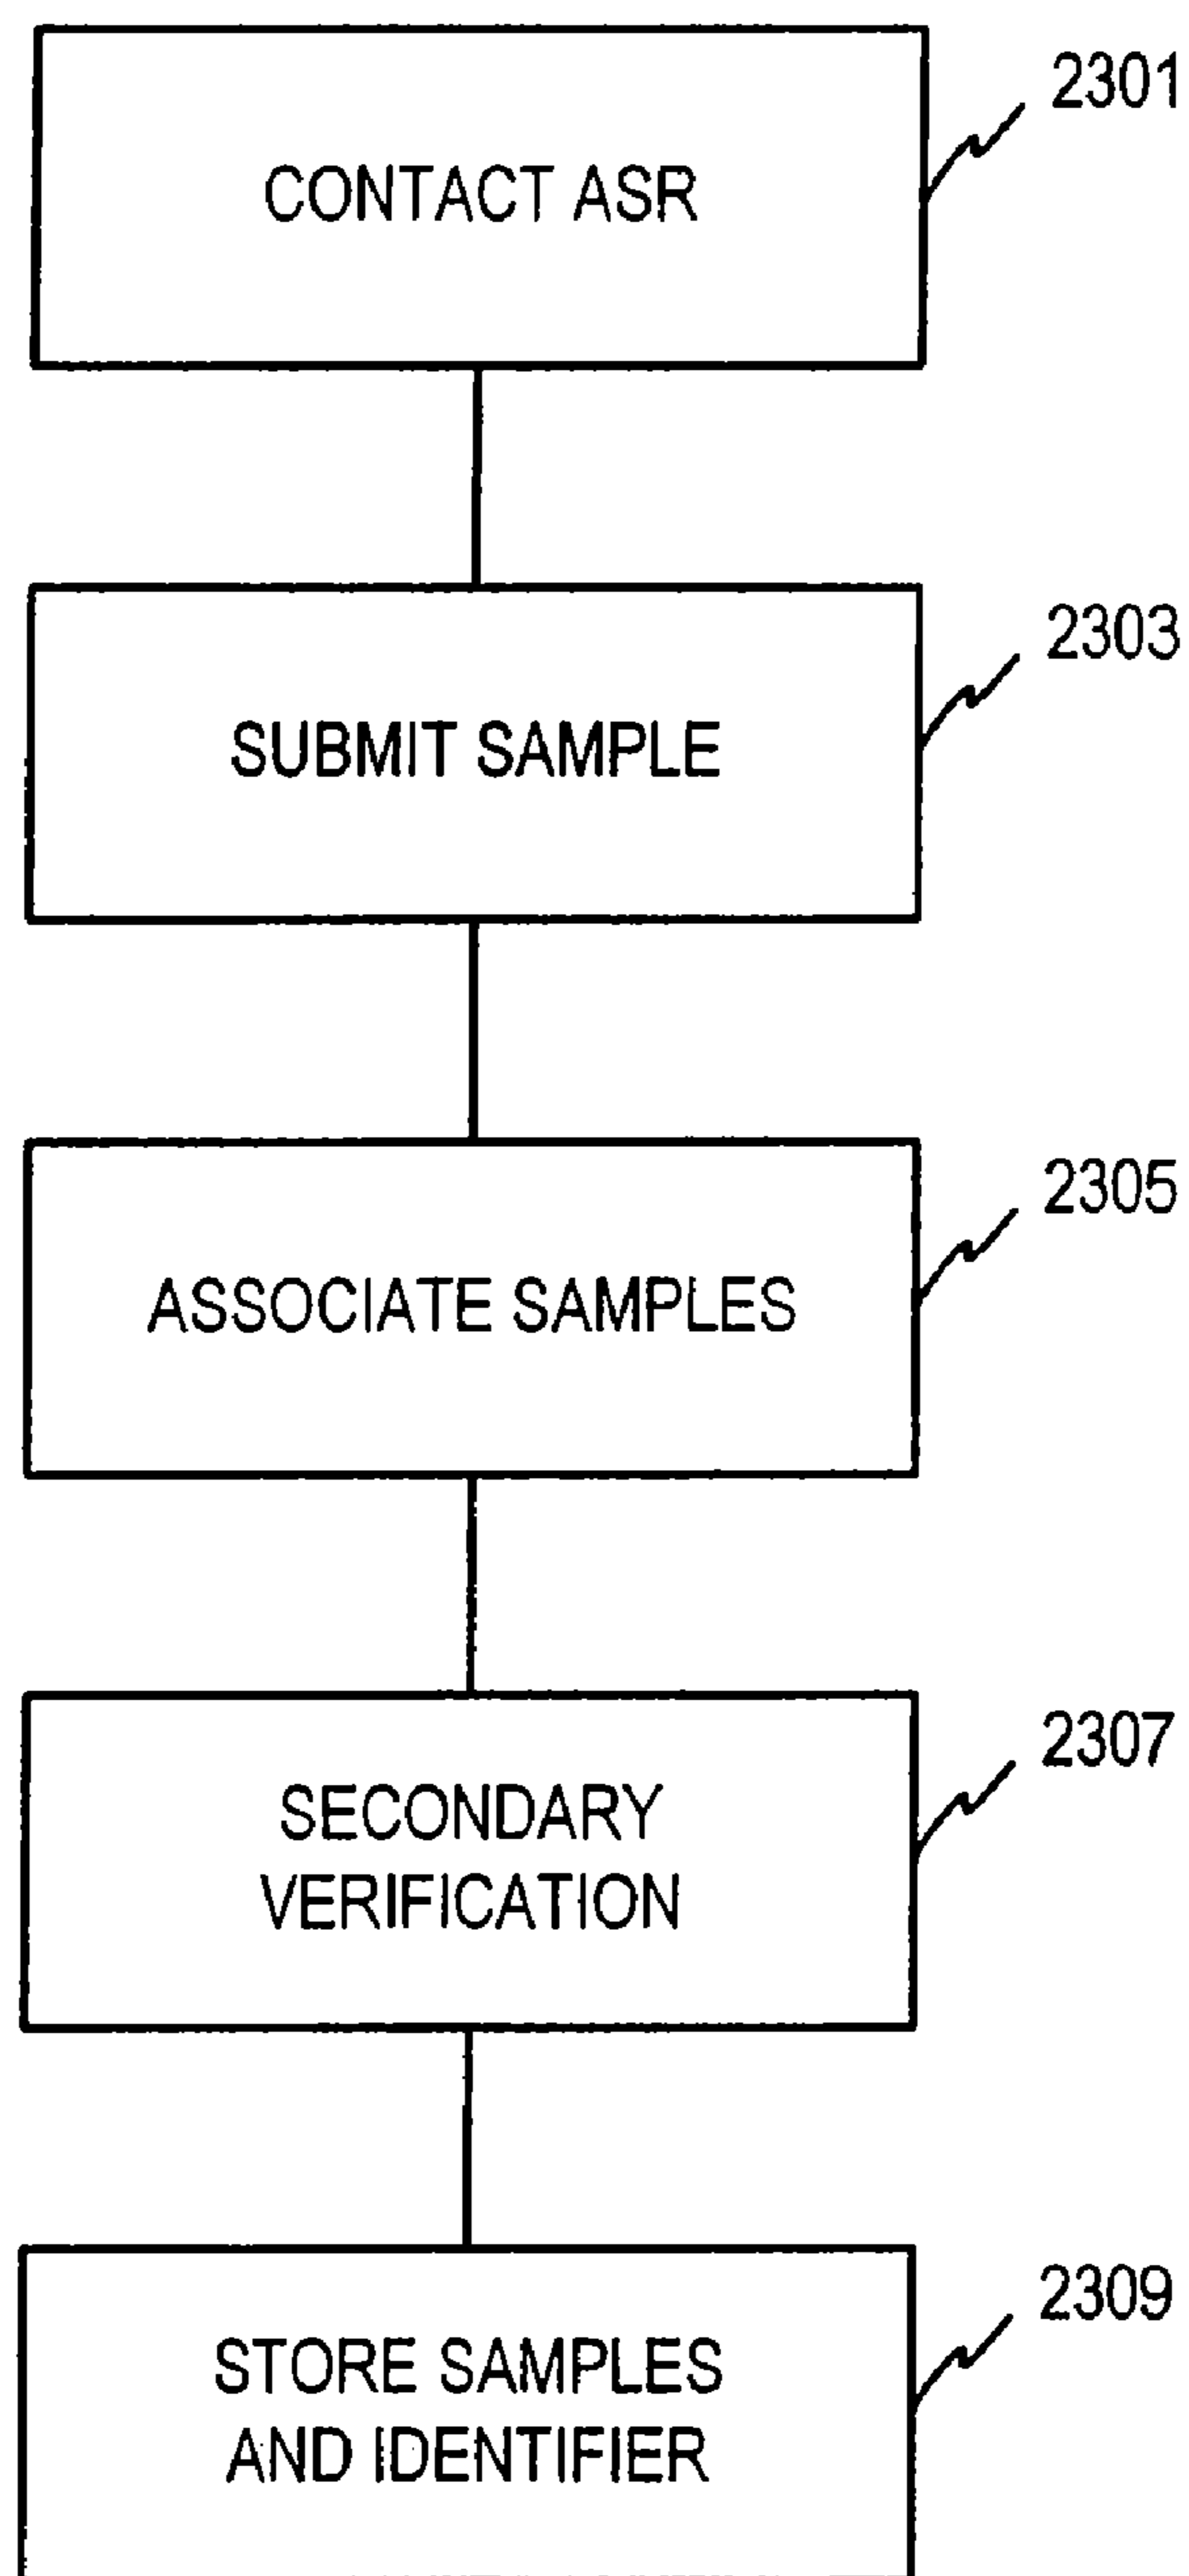 CONTACT ASR
2301
SUBMIT SAMPLE
2303
ASSOCIATE SAMPLES
2305
SECONDARY
VERIFICATION
2307
STORE SAMPLES
AND IDENTIFIER
2309